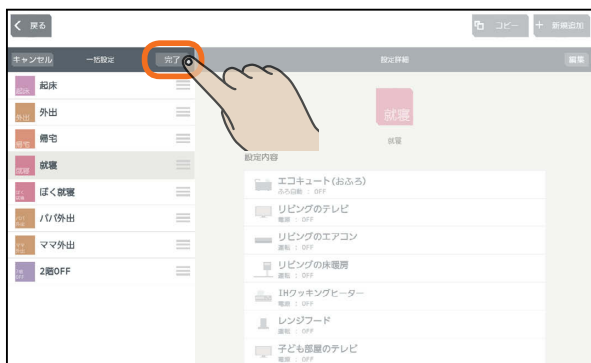 戻る
コピー
新規追加
キャンセル
一括設定
完了
設定詳細
編集
起床
起床
外出
外出
帰宅
帰宅
就寝
就寝
ぼく就寝
パパ外出
ママ外出
2階OFF
就寝
就寝
設定内容
エコキュート(おふろ)
ふろ自動 : OFF
リビングのテレビ
電源 : OFF
リビングのエアコン
運転 : OFF
リビングの床暖房
運転 : OFF
IHクッキングヒーター
電源 : OFF
レンジフード
運転 : OFF
子ども部屋のテレビ
電源 : OFF